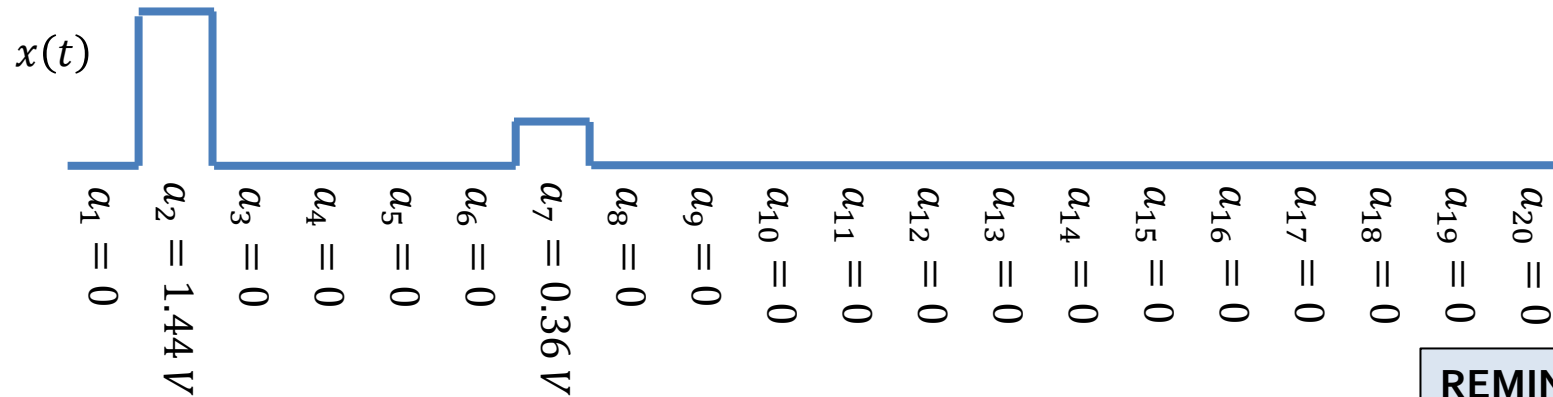 x(t)
a₁ = 0
a₂ = 1.44 V
a₃ = 0
a₄ = 0
a₅ = 0
a₆ = 0
a₇ = 0.36 V
a₈ = 0
a₉ = 0
a₁₀ = 0
a₁₁ = 0
a₁₂ = 0
a₁₃ = 0
a₁₄ = 0
a₁₅ = 0
a₁₆ = 0
a₁₇ = 0
a₁₈ = 0
a₁₉ = 0
a₂₀ = 0